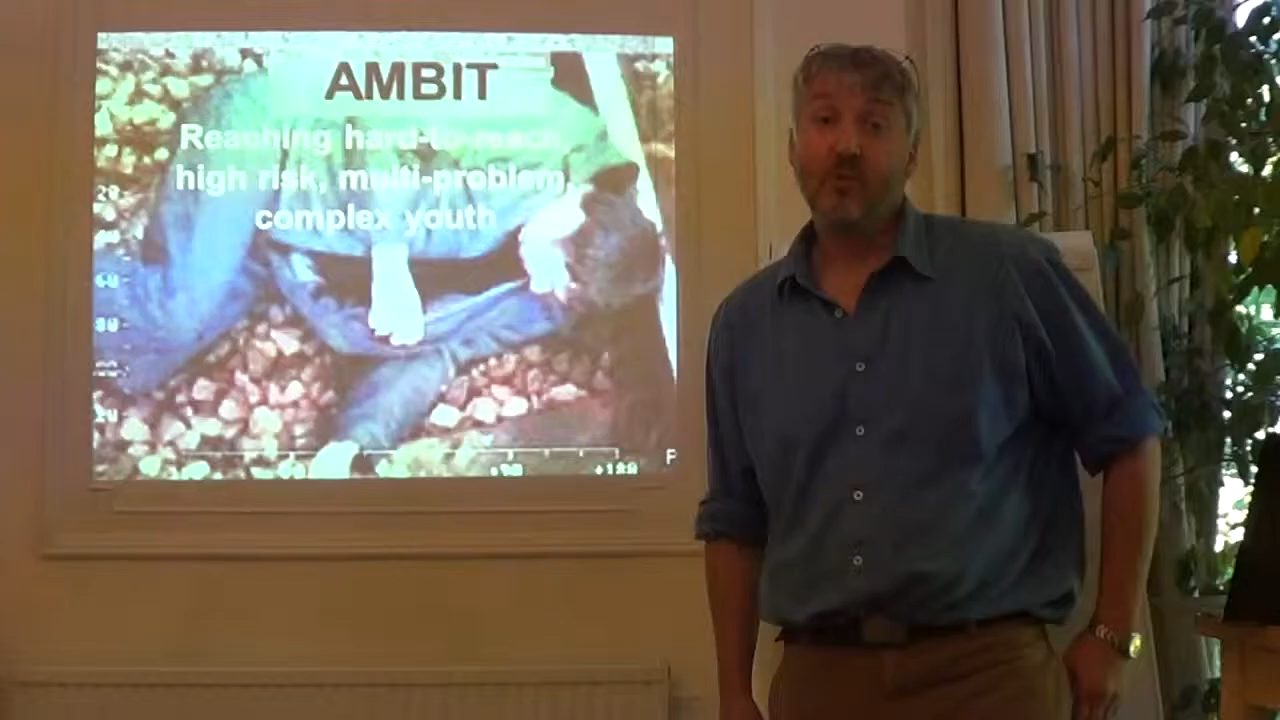 AMBIT
Reaching hard-to-reach
high risk, multi-problem,
complex youth